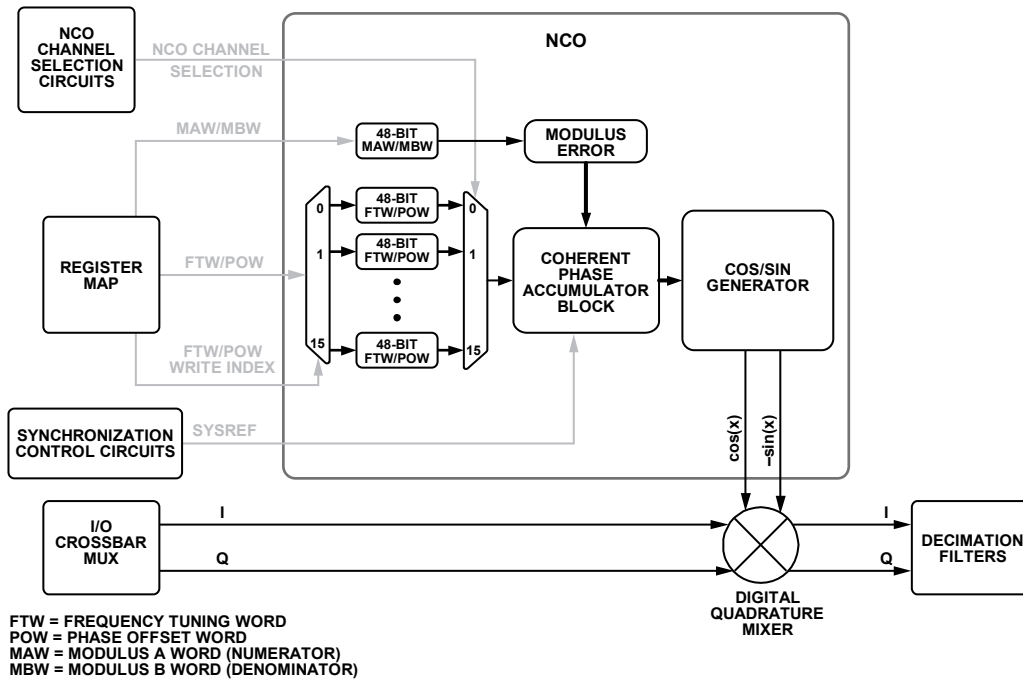 NCO
CHANNEL
SELECTION
CIRCUITS
NCO CHANNEL
SELECTION
NCO
MAW/MBW
48-BIT
MAW/MBW
MODULUS
ERROR
REGISTER
MAP
FTW/POW
FTW/POW
WRITE INDEX
0
1
15
48-BIT
FTW/POW
48-BIT
FTW/POW
48-BIT
FTW/POW
0
1
15
COHERENT
PHASE
ACCUMULATOR
BLOCK
COS/SIN
GENERATOR
SYNCHRONIZATION
CONTROL CIRCUITS
SYSREF
cos(x)
–sin(x)
I/O
CROSSBAR
MUX
I
Q
DIGITAL
QUADRATURE
MIXER
I
Q
DECIMATION
FILTERS
FTW = FREQUENCY TUNING WORD
POW = PHASE OFFSET WORD
MAW = MODULUS A WORD (NUMERATOR)
MBW = MODULUS B WORD (DENOMINATOR)